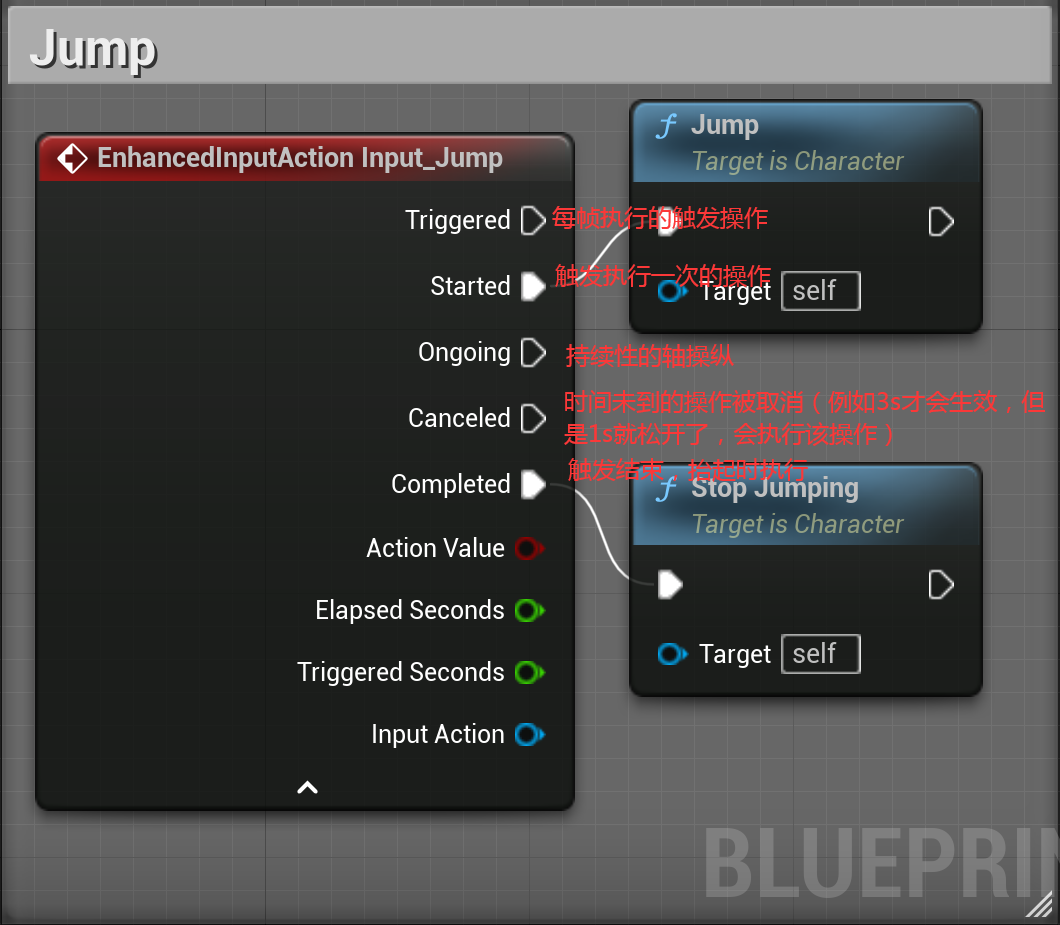 Jump
EnhancedInputAction Input_Jump
Triggered
每帧执行的触发操作
Started
触发执行一次的操作
Ongoing
持续性的轴操纵
Canceled
时间未到的操作被取消（例如3s才会生效，但
是1s就松开了，会执行该操作）
Completed
触发结束，抬起时执行
Action Value
Elapsed Seconds
Triggered Seconds
Input Action
Jump
Target is Character
Target self
Stop Jumping
Target is Character
Target self
BLUEPRIN